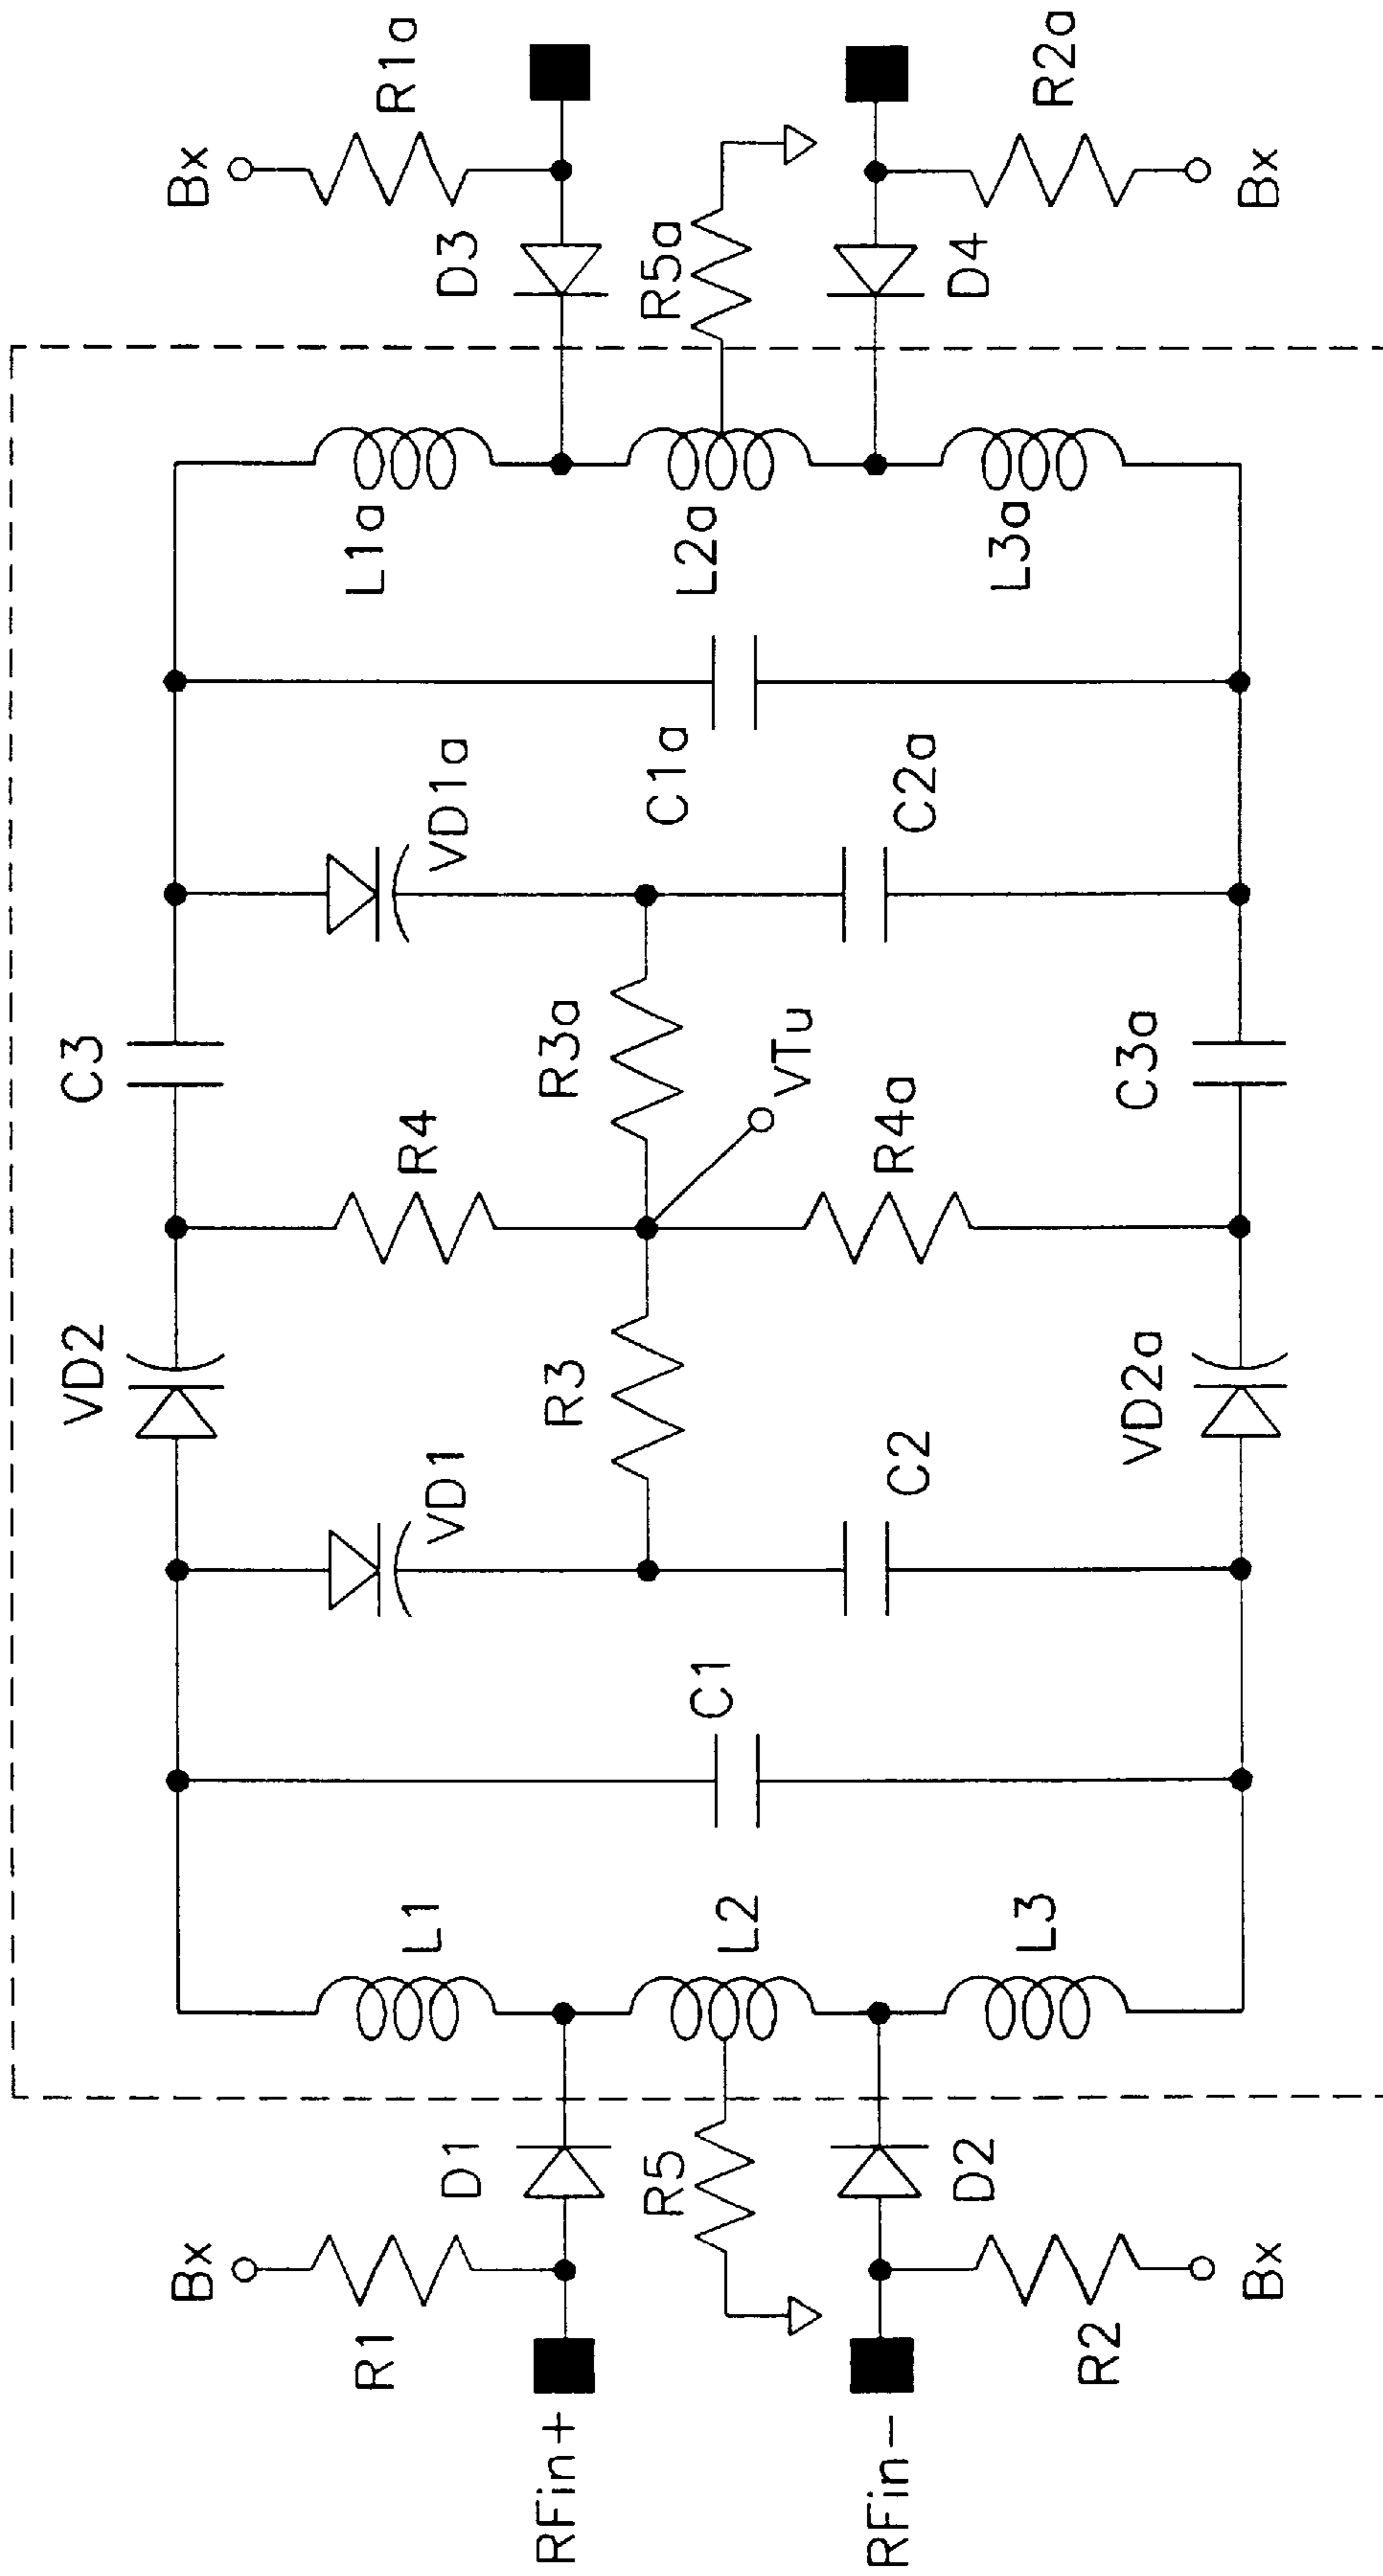 Bx
R1
RFin+
D1
R5
RFin-
D2
R2
Bx
L1
L2
L3
C1
VD1
C2
VD2
R3
VD2a
R4
VTu
R4a
C3
R3a
C3a
VD1a
C2a
C1a
L1a
L2a
L3a
D3
R5a
D4
Bx
R1a
R2a
Bx